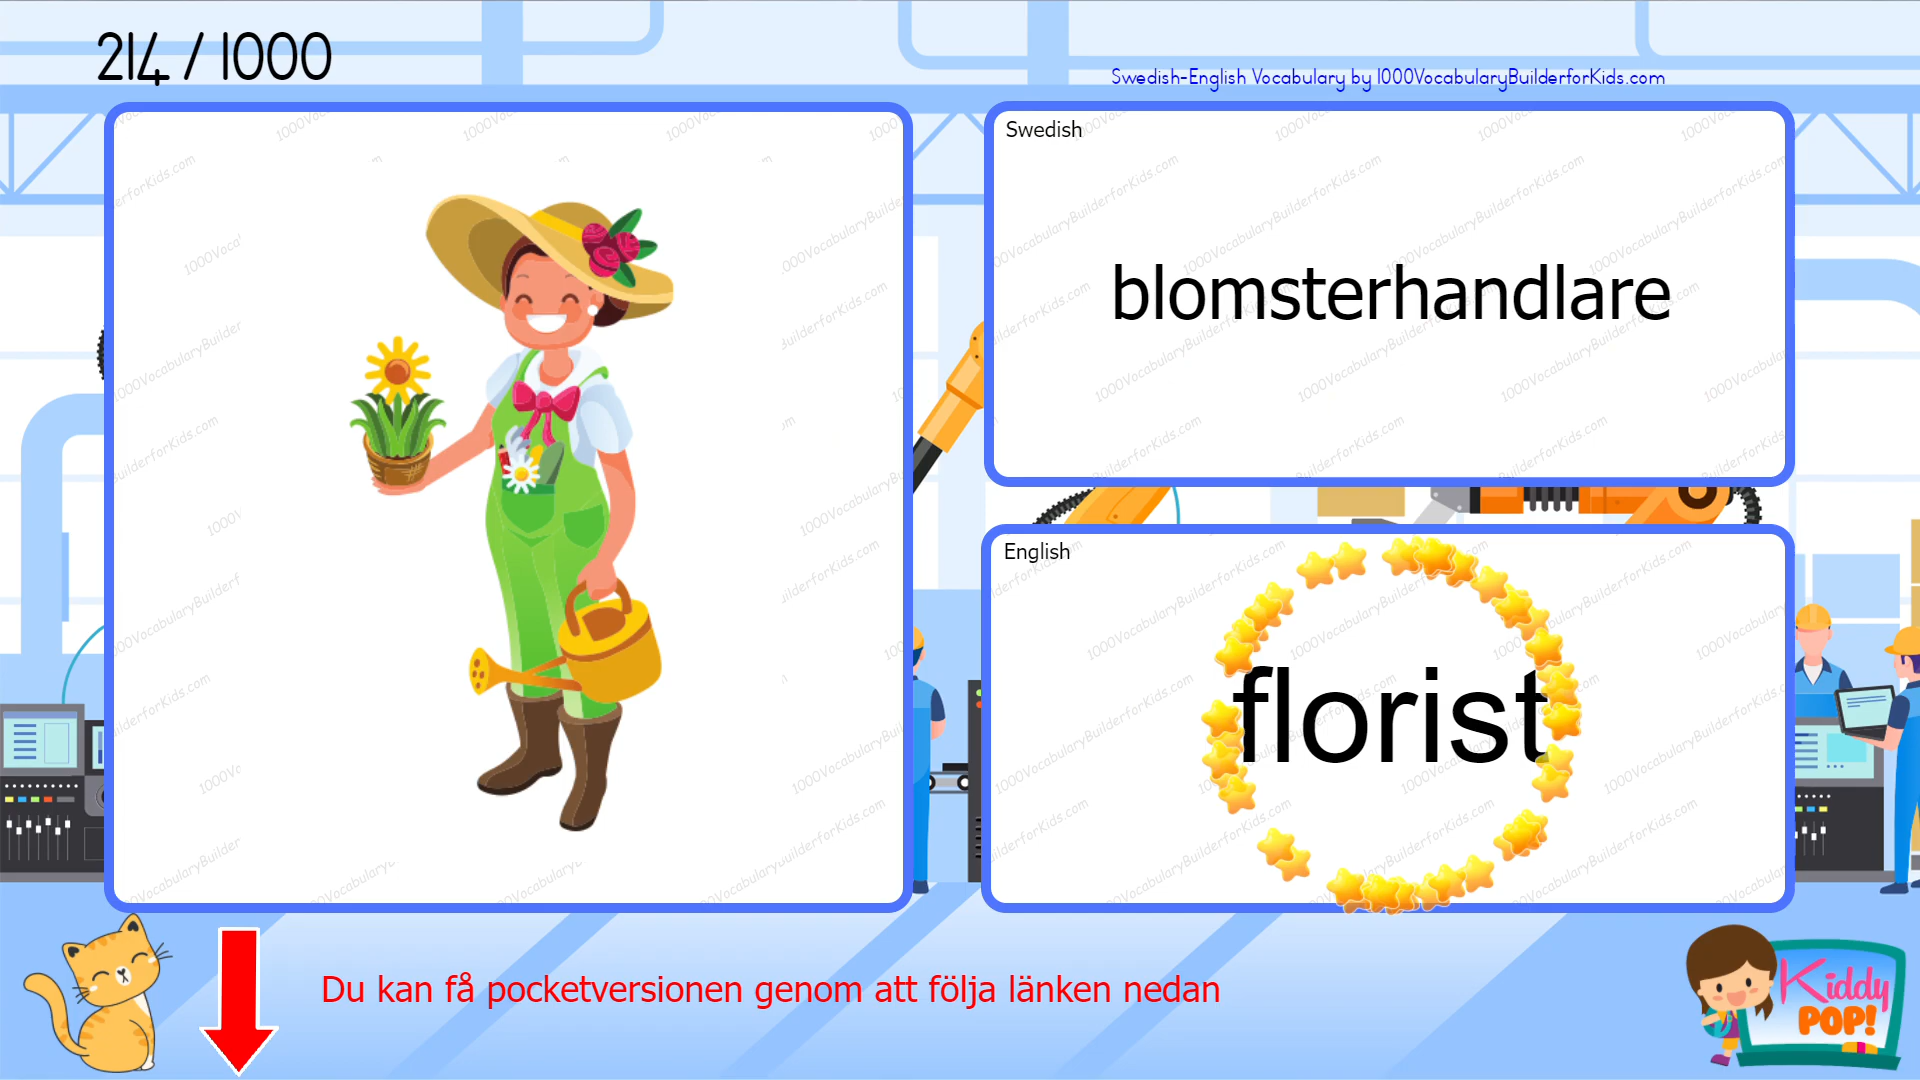 214 / 1000
Swedish-English Vocabulary by 1000VocabularyBuilderforKids.com
Swedish
blomsterhandlare
English
florist
Du kan få pocketversionen genom att följa länken nedan
Kiddy
POP!